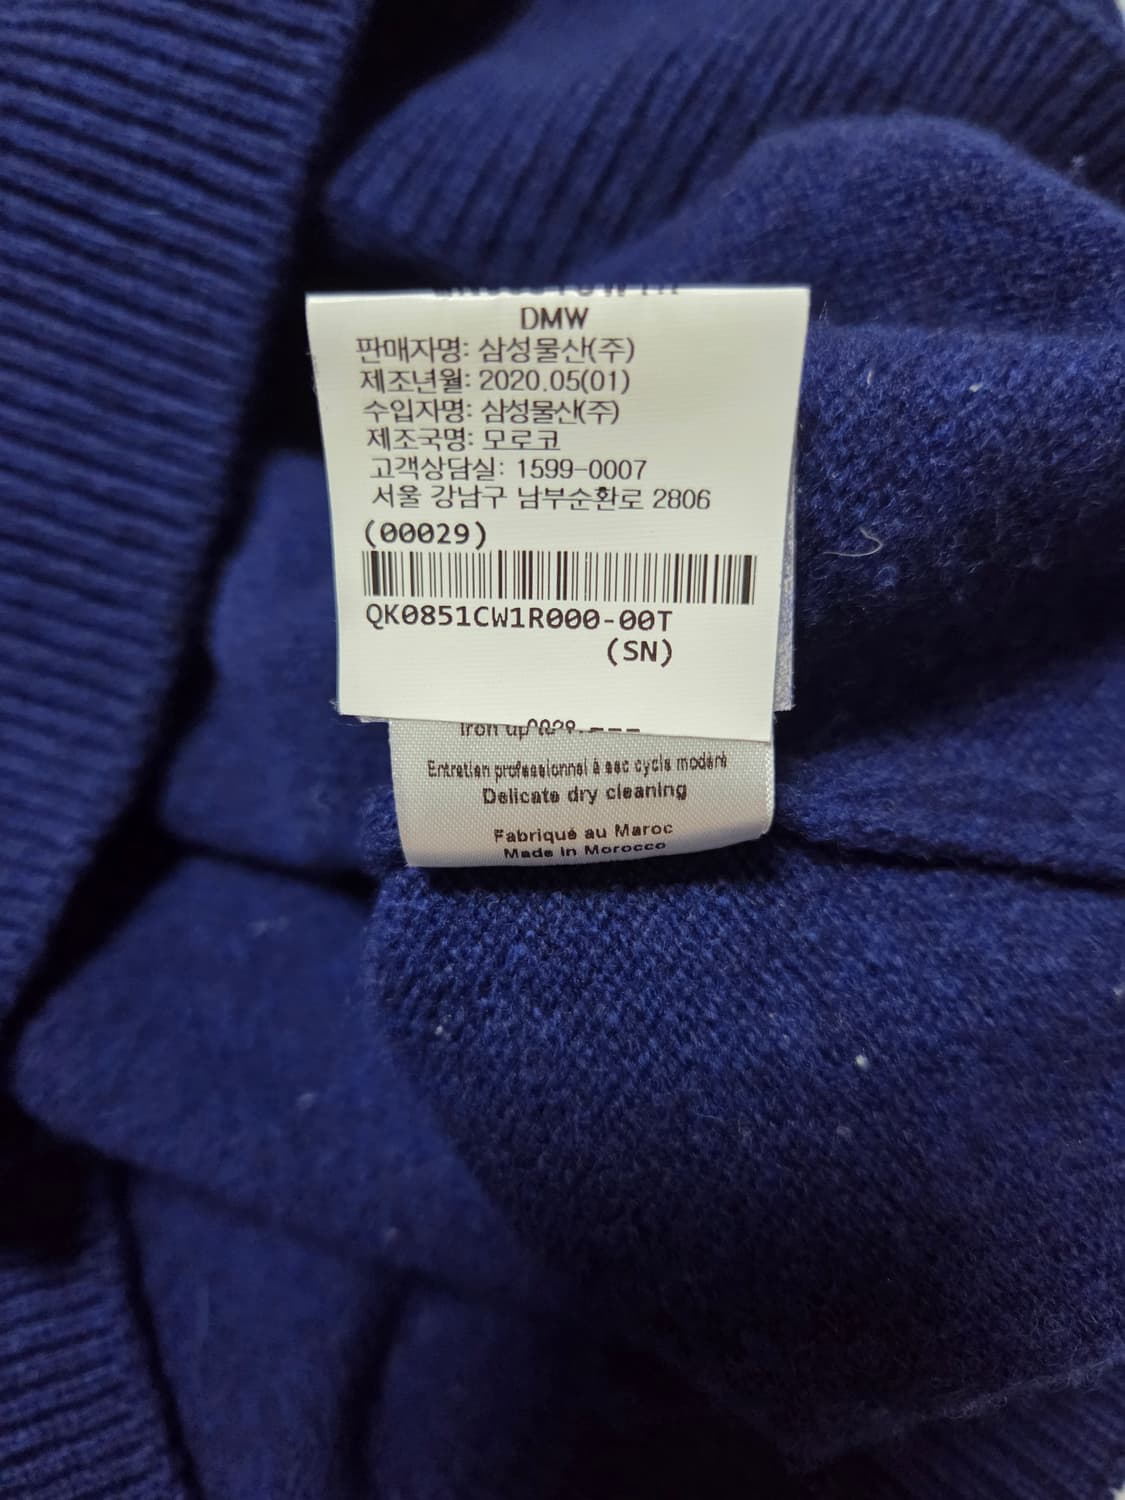 DMW
판매자명: 삼성물산(주)
제조년월: 2020.05(01)
수입자명: 삼성물산(주)
제조국명: 모로코
고객상담실: 1599-0007
서울 강남구 남부순환로 2806
(00029)
QK0851CW1R000-00T
(SN)
Iron up
Entretien professionnel à sec cycle modéré
Delicate dry cleaning
Fabriqué au Maroc
Made in Morocco